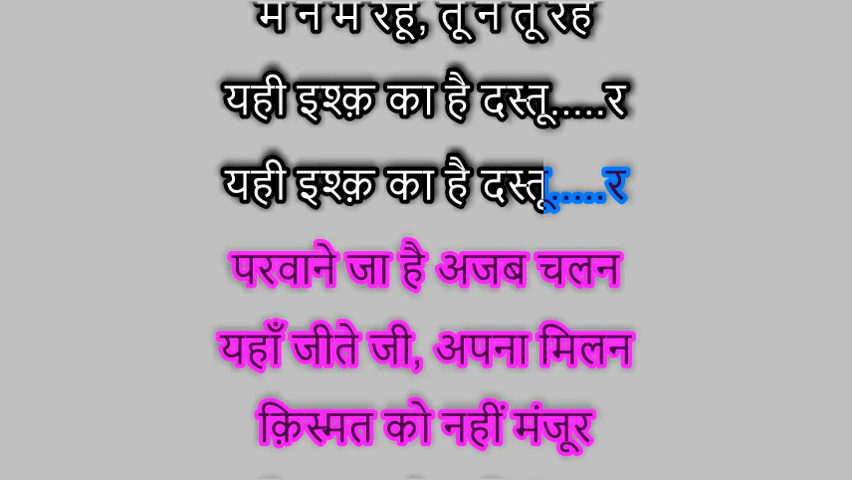 मैं न मैं रहूँ, तू न तू रहे
यही इश्क़ का है दस्तू.....र
यही इश्क़ का है दस्तू.....र
परवाने जा है अजब चलन
यहाँ जीते जी, अपना मिलन
क़िस्मत को नहीं मंजूर